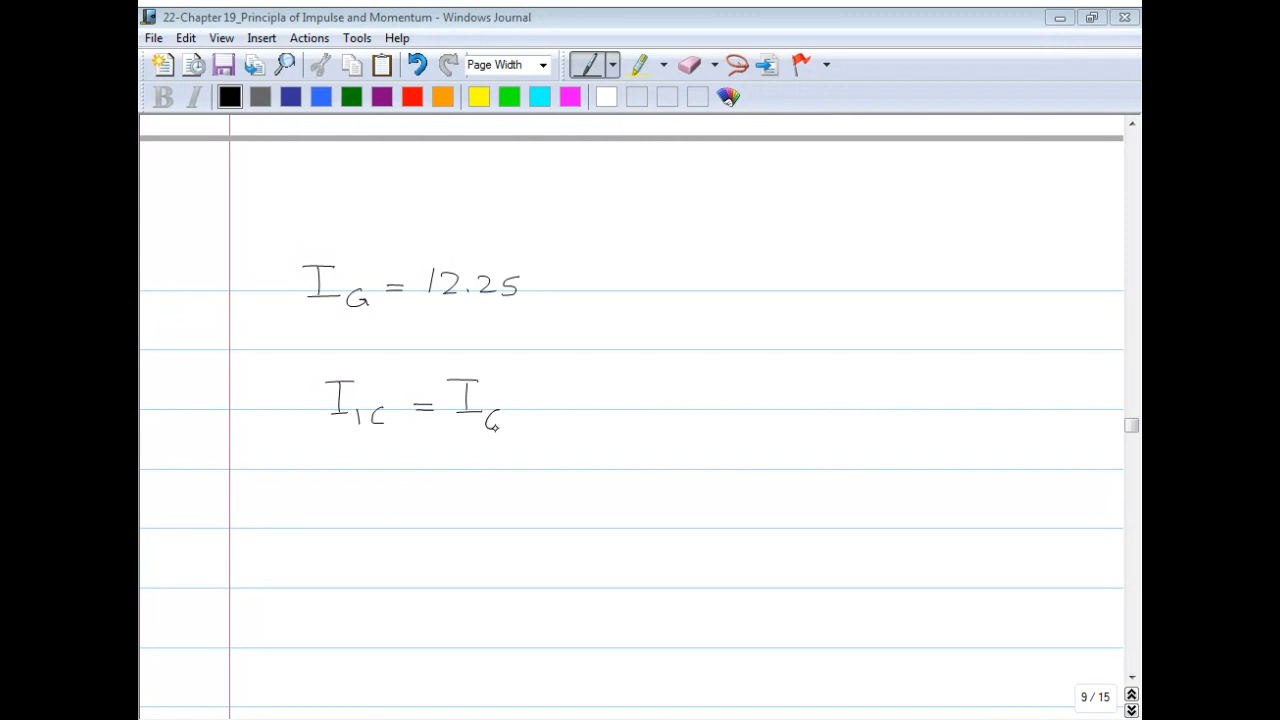 22-Chapter 19_Principla of Impulse and Momentum - Windows Journal
File Edit View Insert Actions Tools Help
Page Width
B I
I_G = 12.25
I_IC = I_G
9 / 15